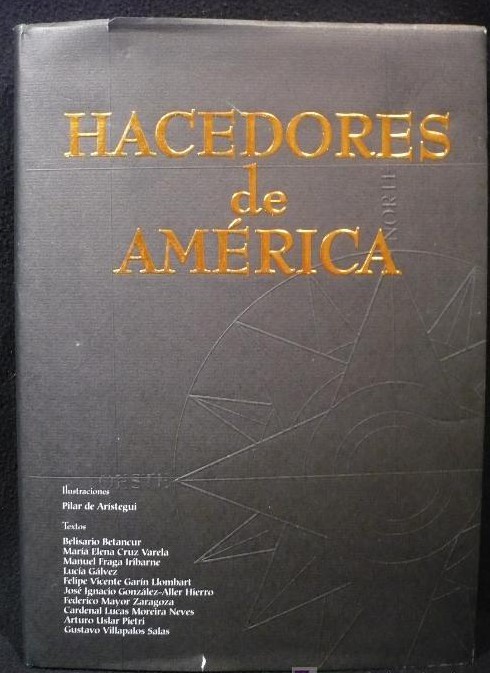 HACEDORES
de
AMÉRICA
NORTE
OESTE
Ilustraciones
Pilar de Arístegui
Textos
Belisario Betancur
María Elena Cruz Varela
Manuel Fraga Iribarne
Lucía Gálvez
Felipe Vicente Garín Llombart
José Ignacio González-Aller Hierro
Federico Mayor Zaragoza
Cardenal Lucas Moreira Neves
Arturo Uslar Pietri
Gustavo Villapalos Salas